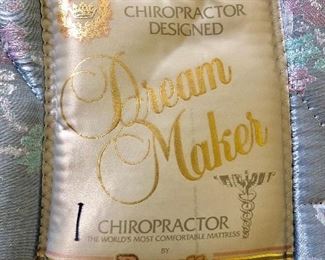 CHIROPRACTOR
DESIGNED
Dream
Maker
CHIROPRACTOR
THE WORLD'S MOST COMFORTABLE MATTRESS
BY